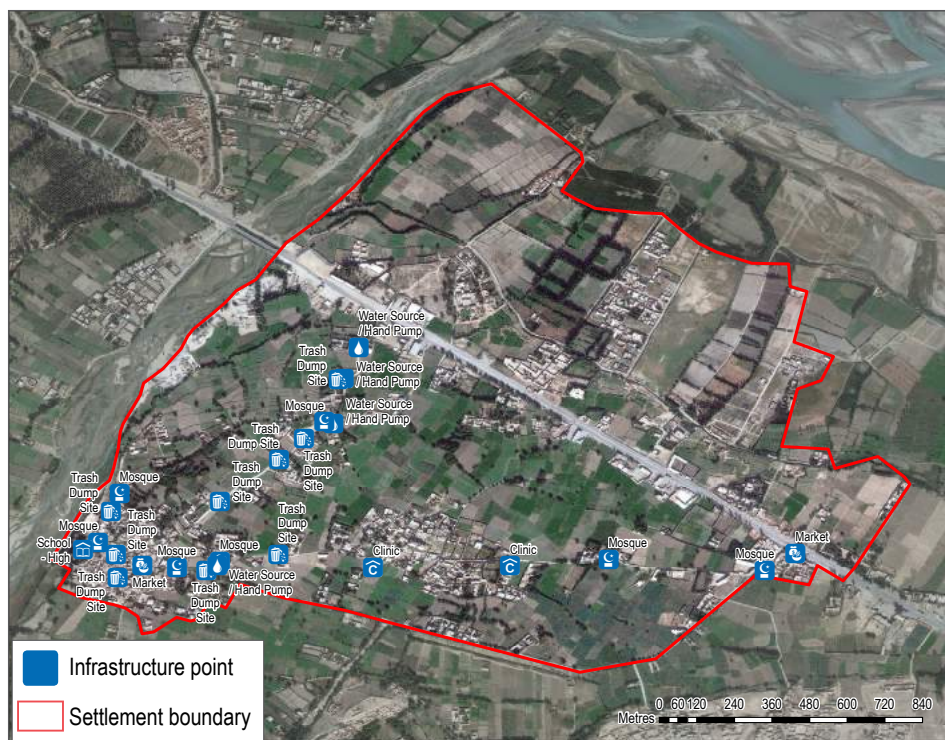 Water Source
/ Hand Pump
Trash
Dump
Site
Water Source
/ Hand Pump
Mosque
Water Source
/ Hand Pump
Trash
Dump Site
Trash
Dump
Site
Trash
Dump
Site
Trash
Dump
Site
Mosque
Trash
Dump
Site
Trash
Dump
Site
Mosque
School
- High
Mosque
Mosque
Clinic
Clinic
Mosque
Mosque
Market
Trash
Dump
Site
Market
Trash
Dump
Site
Water Source
/ Hand Pump
Infrastructure point
Settlement boundary
Metres
0 60 120 240 360 480 600 720 840